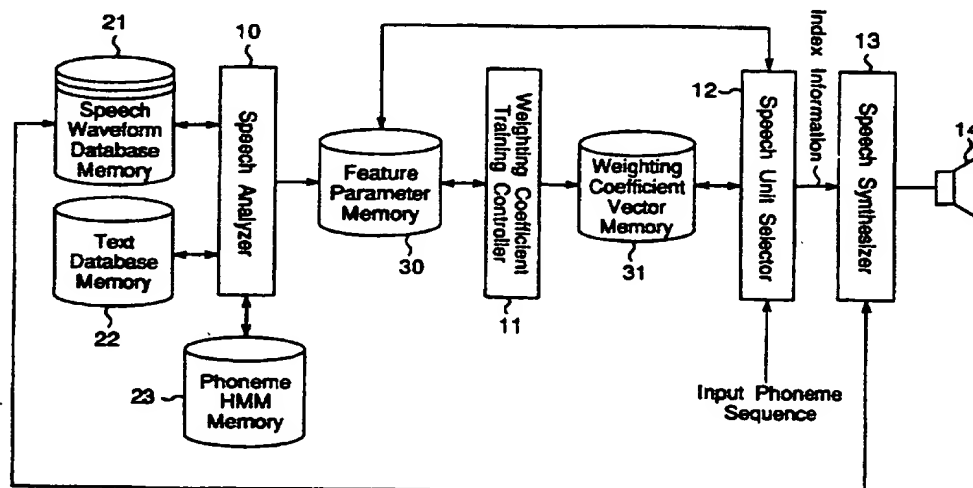 21
Speech
Waveform
Database
Memory
10
Speech Analyzer
Text
Database
Memory
22
23
Phoneme
HMM
Memory
Feature
Parameter
Memory
30
Weighting Coefficient
Training Controller
11
Weighting
Coefficient
Vector
Memory
31
12
Speech Unit Selector
Input Phoneme
Sequence
Index Information
13
Speech Synthesizer
14